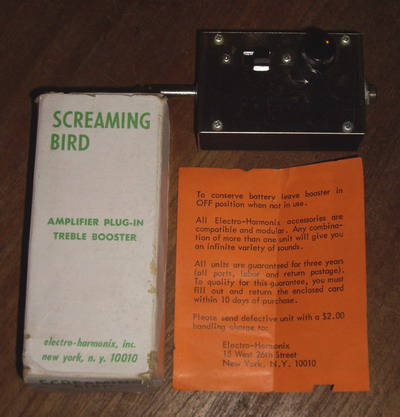 SCREAMING
BIRD
AMPLIFIER PLUG-IN
TREBLE BOOSTER
electro-harmonix, inc.
new york, n. y. 10010
SCREAMING
To conserve battery leave booster in
OFF position when not in use.
All Electro-Harmonix accessories are
compatible and modular. Any combina-
tion of more than one unit will give you
an infinite variety of sounds.
All units are guaranteed for three years
(all parts, labor and return postage).
To qualify for this guarantee, you must
fill out and return the enclosed card
within 10 days of purchase.
Please send defective unit with a $2.00
handling charge to:
Electro-Harmonix
15 West 26th Street
New York, N.Y. 10010